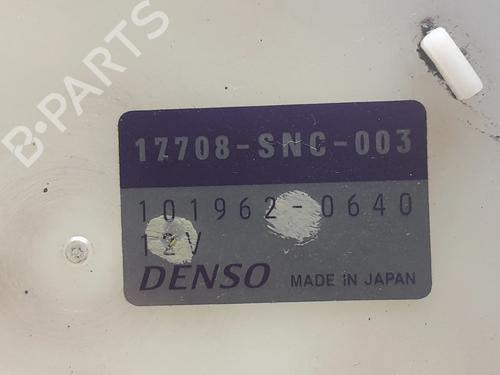 B-PARTS
17708-SNC-003
101962-0640
12V
DENSO MADE IN JAPAN